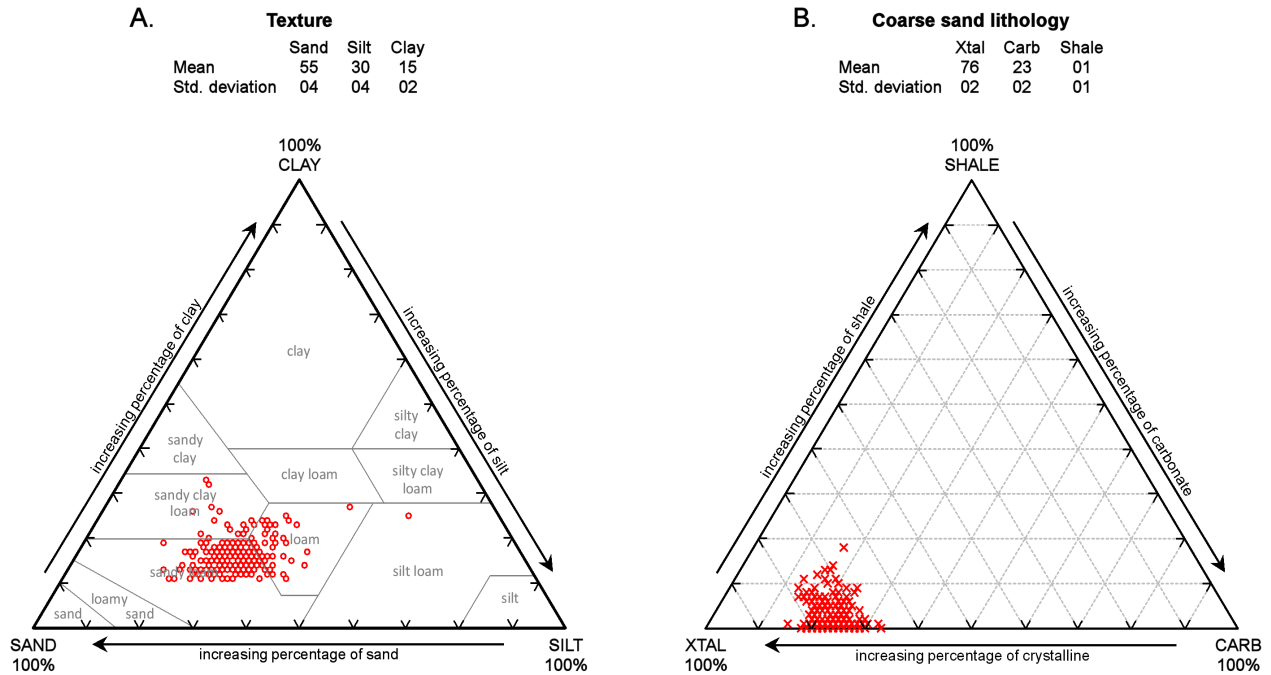 A.
Texture
Sand Silt Clay
Mean 55 30 15
Std. deviation 04 04 02
100%
CLAY
increasing percentage of clay
increasing percentage of silt
clay
silty
clay
sandy
clay
clay loam
silty clay
loam
sandy clay
loam
loam
sandy loam
silt loam
silt
loamy
sand
sand
SAND
100%
increasing percentage of sand
SILT
100%
B.
Coarse sand lithology
Xtal Carb Shale
Mean 76 23 01
Std. deviation 02 02 01
100%
SHALE
increasing percentage of shale
increasing percentage of carbonate
XTAL
100%
increasing percentage of crystalline
CARB
100%